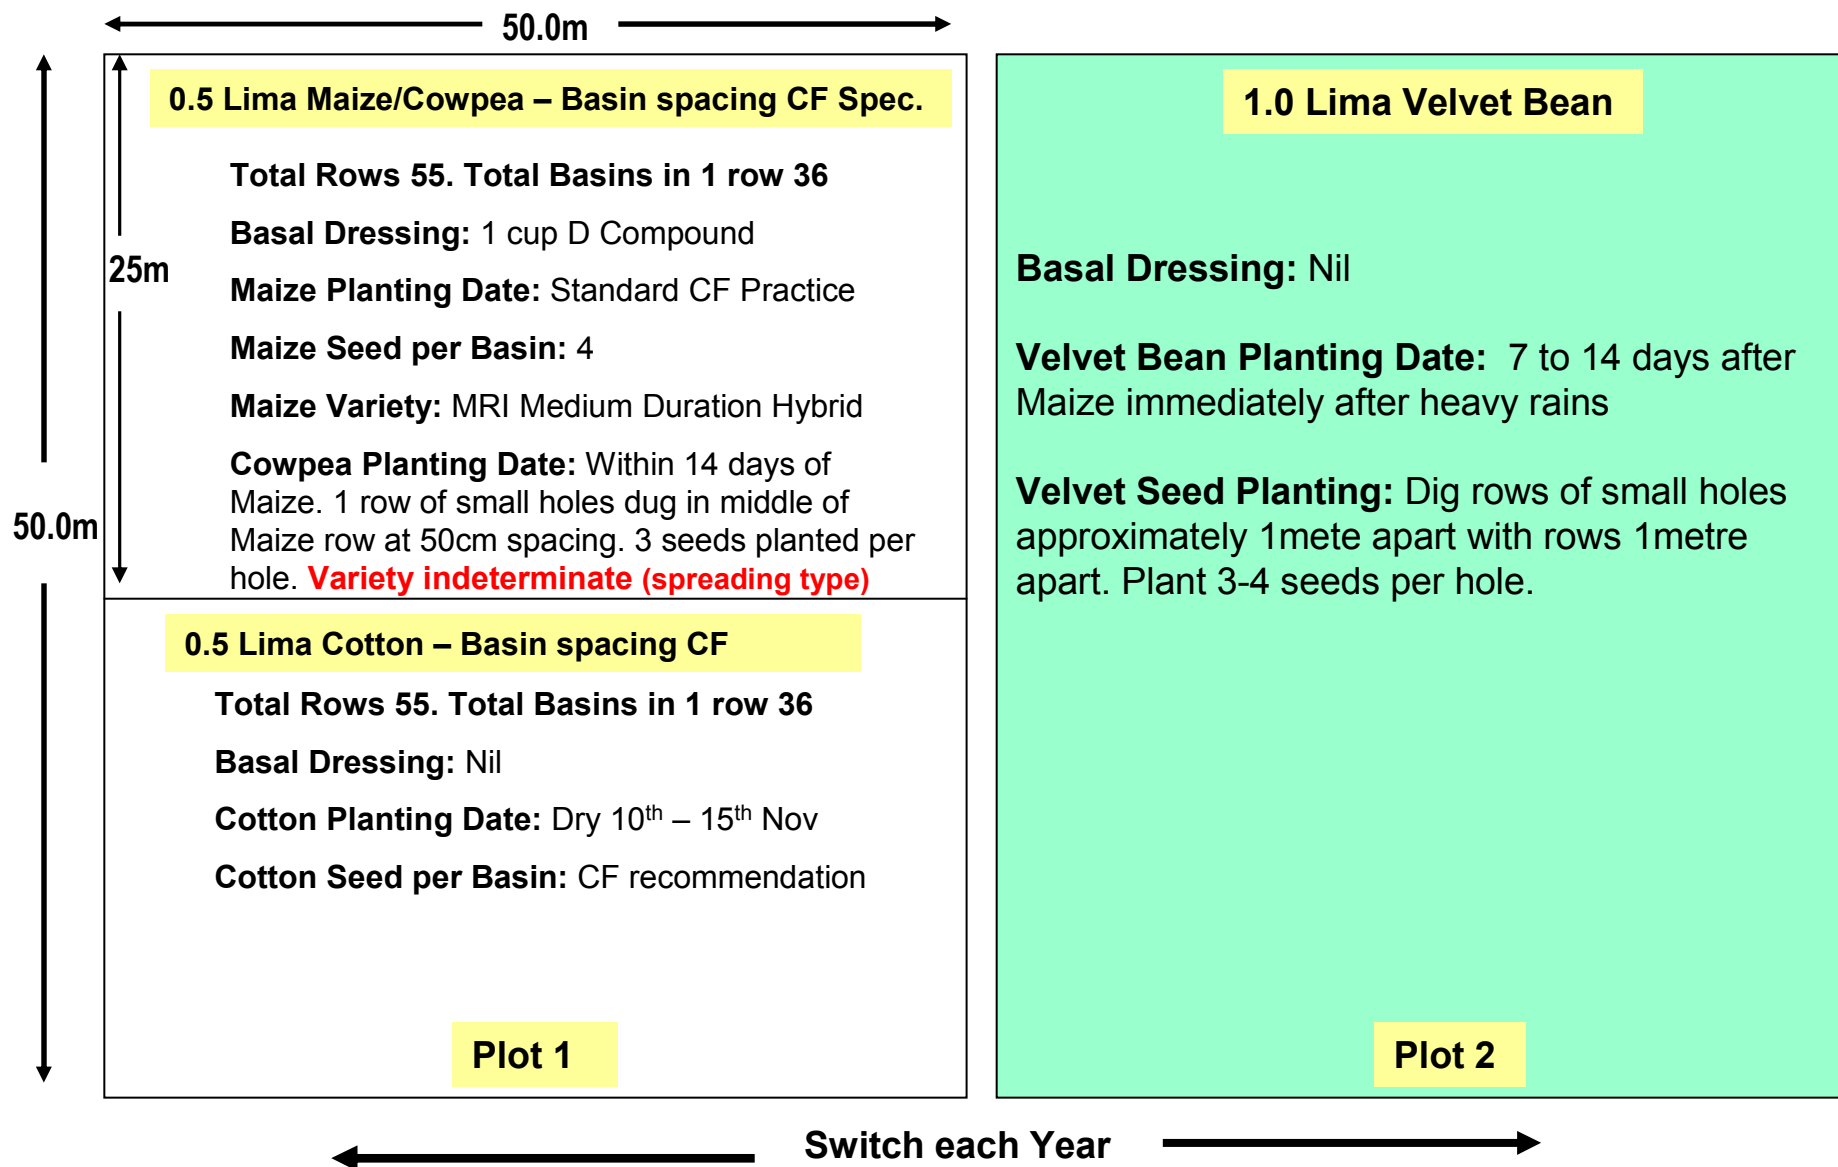 50.0m
0.5 Lima Maize/Cowpea – Basin spacing CF Spec.
Total Rows 55. Total Basins in 1 row 36
Basal Dressing: 1 cup D Compound
25m
Maize Planting Date: Standard CF Practice
Maize Seed per Basin: 4
Maize Variety: MRI Medium Duration Hybrid
Cowpea Planting Date: Within 14 days of
Maize. 1 row of small holes dug in middle of
Maize row at 50cm spacing. 3 seeds planted per
hole. Variety indeterminate (spreading type)
50.0m
0.5 Lima Cotton – Basin spacing CF
Total Rows 55. Total Basins in 1 row 36
Basal Dressing: Nil
Cotton Planting Date: Dry 10th – 15th Nov
Cotton Seed per Basin: CF recommendation
Plot 1
1.0 Lima Velvet Bean
Basal Dressing: Nil
Velvet Bean Planting Date: 7 to 14 days after
Maize immediately after heavy rains
Velvet Seed Planting: Dig rows of small holes
approximately 1mete apart with rows 1metre
apart. Plant 3-4 seeds per hole.
Plot 2
Switch each Year